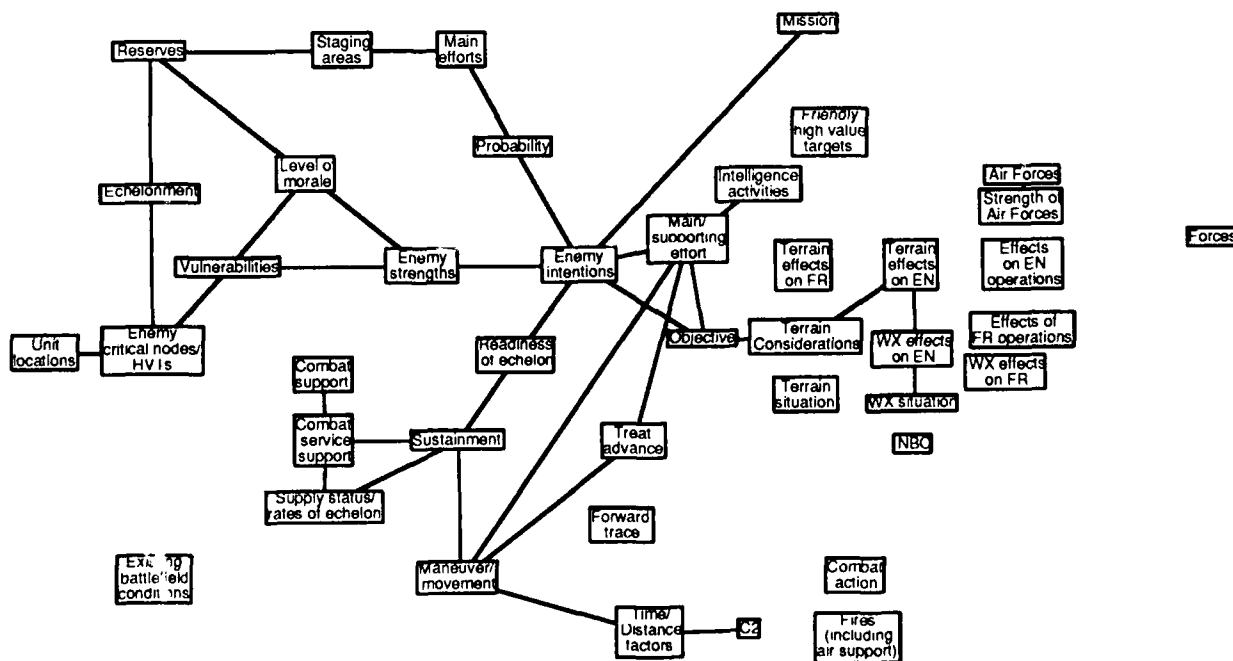 Mission
Reserves
Staging
areas
Main
efforts
Friendly
high value
targets
Probability
Level of
morale
Intelligence
activities
Air Forces
Echelonment
Strength of
Air Forces
Main/
supporting
effort
Forces
Vulnerabilities
Enemy
strengths
Enemy
intentions
Terrain
effects
on FR
Terrain
effects
on EN
Effects
on EN
operations
Unit
locations
Enemy
critical nodes/
HVTs
Readiness
of echelon
Objective
Terrain
Considerations
WX effects
on EN
Effects of
FR operations
WX effects
on FR
Combat
support
Terrain
situation
WX situation
Combat
service
support
Sustainment
Treat
advance
NBC
Supply status/
rates of echelon
Forward
trace
Existing
battlefield
conditions
Maneuver/
movement
Combat
action
Time/
Distance
factors
C2
Fires
(including
air support)